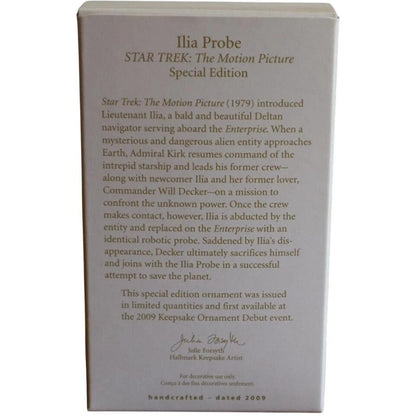 Ilia Probe
STAR TREK: The Motion Picture
Special Edition
Star Trek: The Motion Picture (1979) introduced
Lieutenant Ilia, a bald and beautiful Deltan
navigator serving aboard the Enterprise. When a
mysterious and dangerous alien entity approaches
Earth, Admiral Kirk resumes command of the
intrepid starship and leads his former crew—
along with newcomer Ilia and her former lover,
Commander Will Decker—on a mission to
confront the unknown power. Once the crew
makes contact, however, Ilia is abducted by the
entity and replaced on the Enterprise with an
identical robotic probe. Saddened by Ilia's dis-
appearance, Decker ultimately sacrifices himself
and joins with the Ilia Probe in a successful
attempt to save the planet.
This special edition ornament was issued
in limited quantities and first available
at the 2009 Keepsake Ornament Debut event.
Julie Forsyth
Julie Forsyth
Hallmark Keepsake Artist
For decorative use only.
Conçu à des fins décoratives seulement.
handcrafted – dated 2009